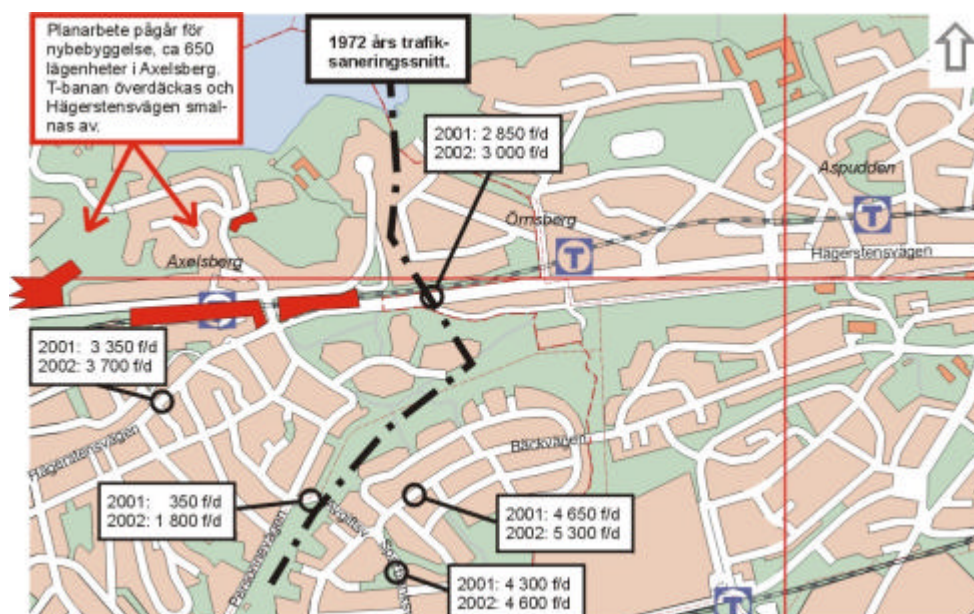 Planarbete pågår för
nybebyggelse, ca 650
lägenheter i Axelsberg.
T-banan överdäckas och
Hägerstensvägen smal-
nas av.
1972 års trafik-
saneringssnitt.
2001: 2 850 f/d
2002: 3 000 f/d
Aspudden
T
Örnsberg
T
Hägerstensvägen
Axelsberg
2001: 3 350 f/d
2002: 3 700 f/d
Hägerstensvägen
Bäckvägen
2001: 350 f/d
2002: 1 800 f/d
2001: 4 650 f/d
2002: 5 300 f/d
Personnevägen
2001: 4 300 f/d
2002: 4 600 f/d
T